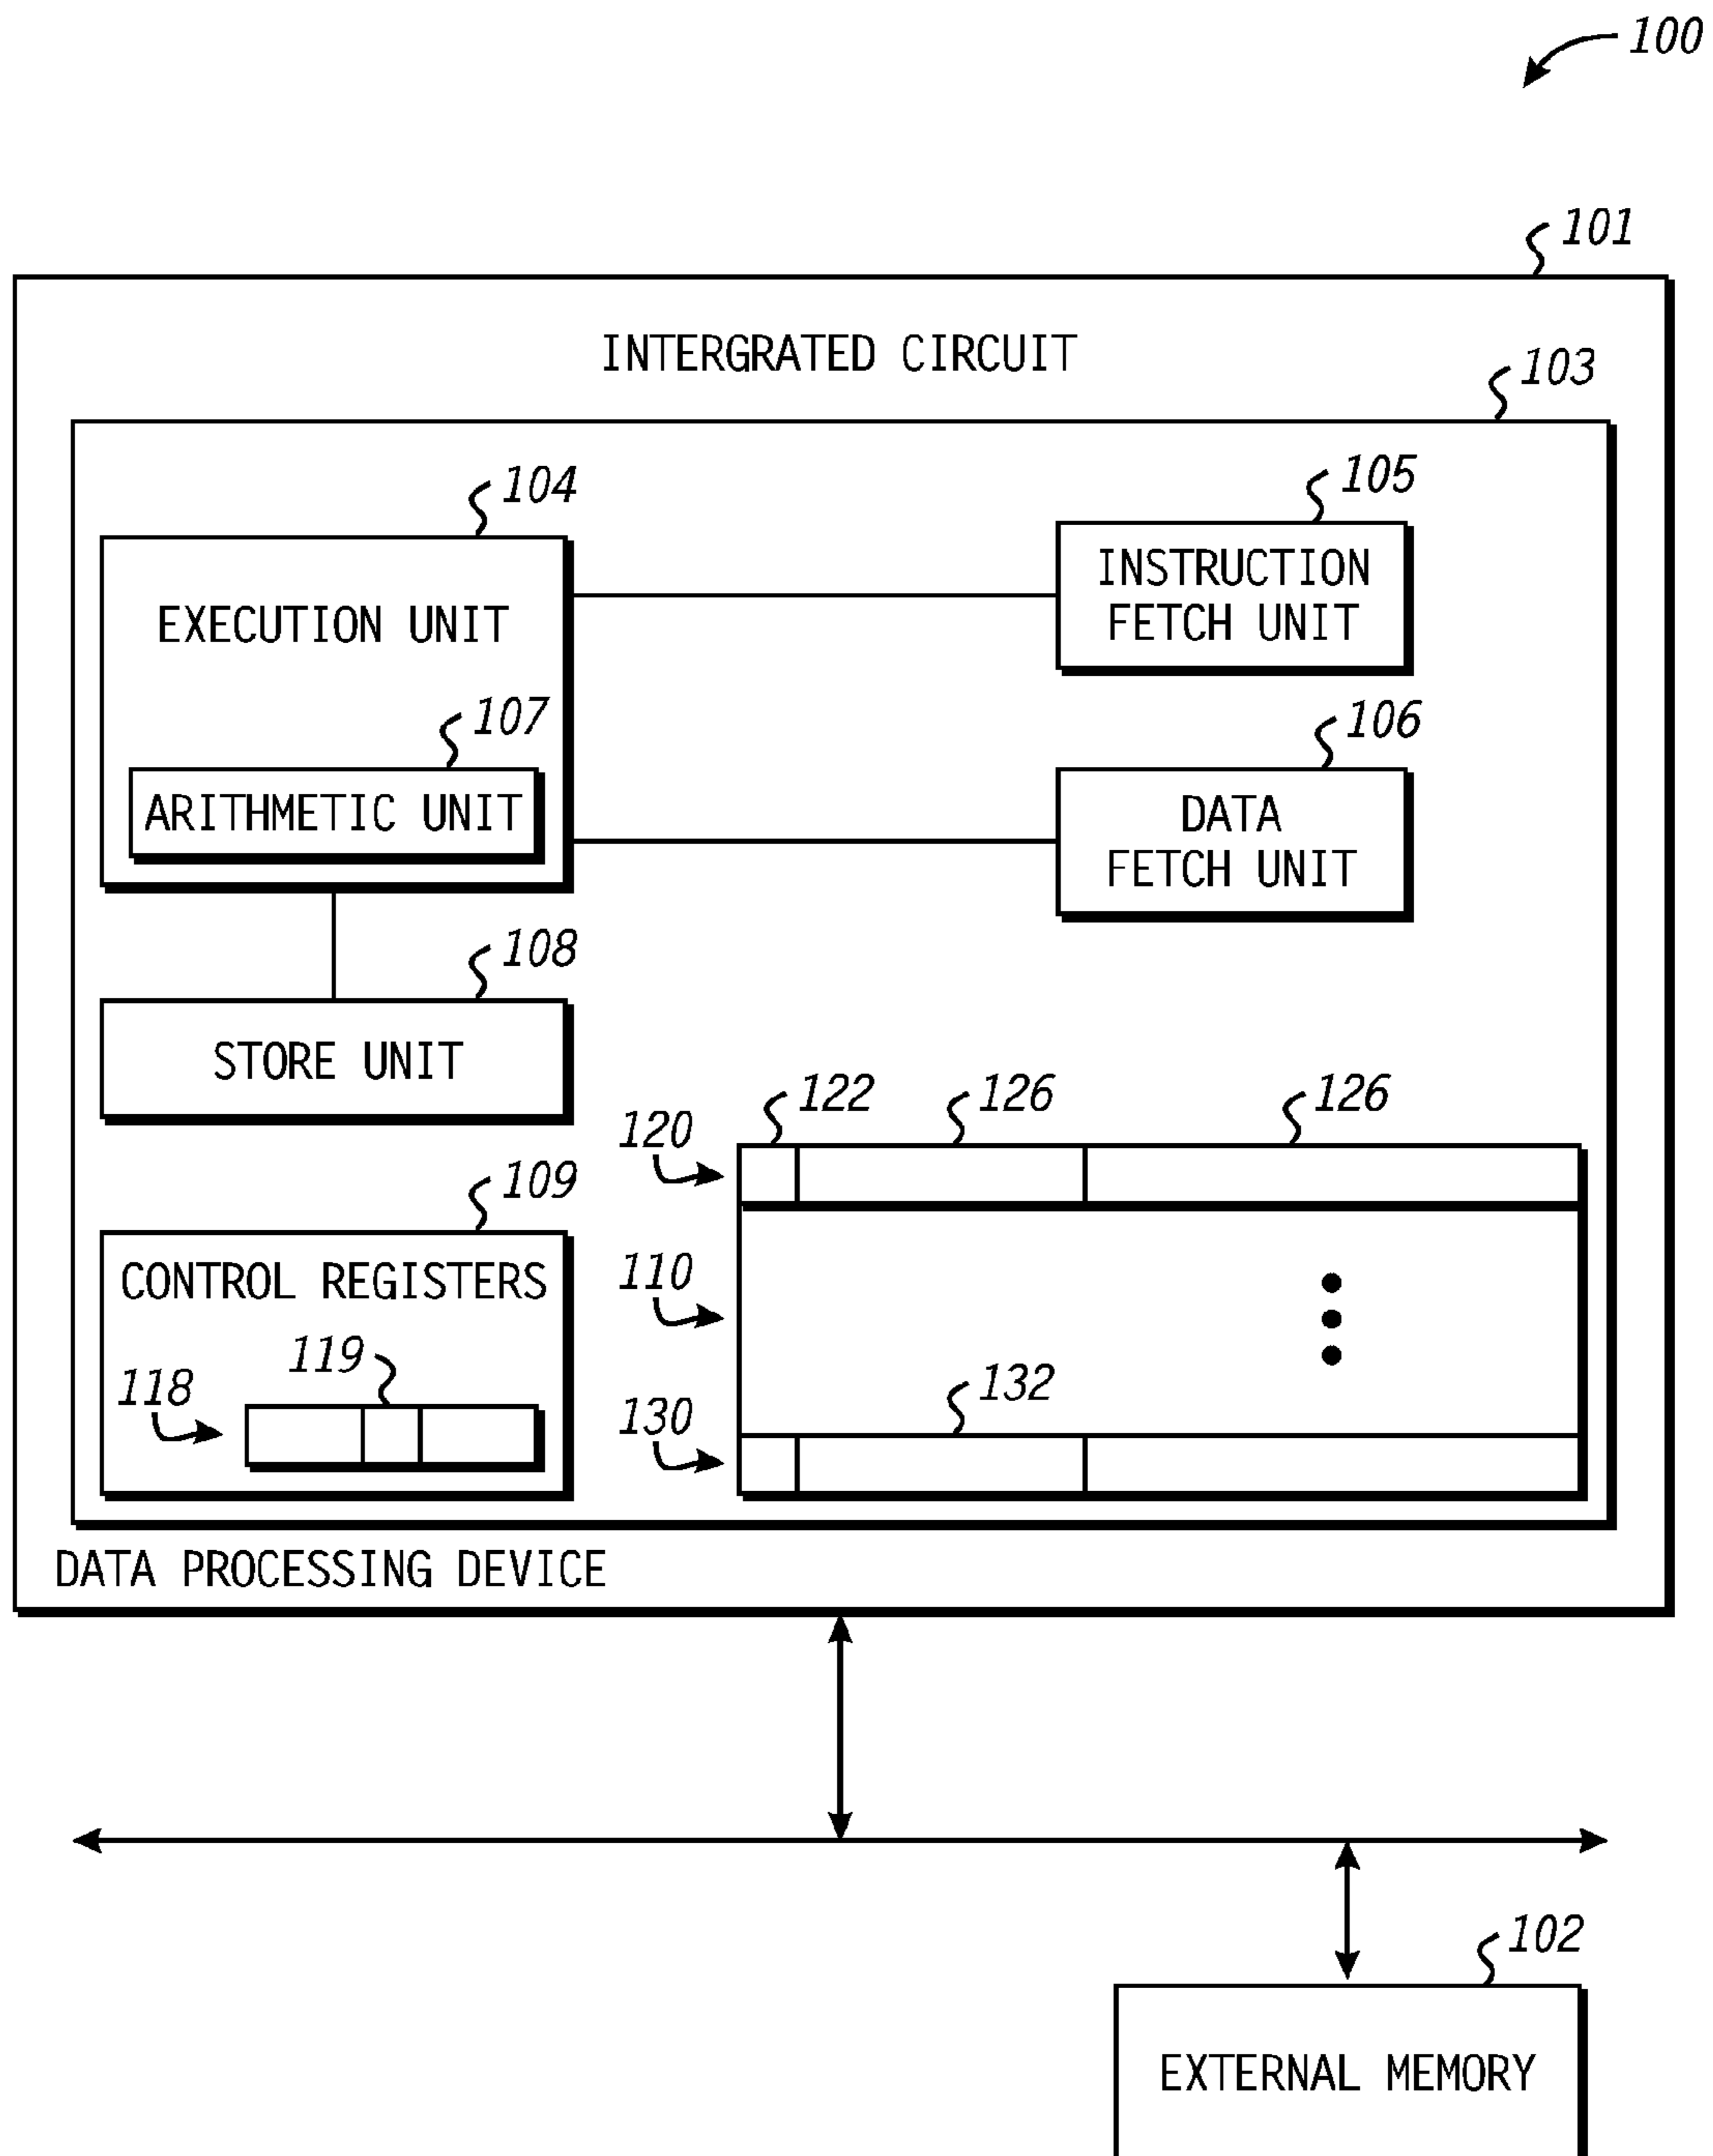 100
101
INTERGRATED CIRCUIT
103
104
105
EXECUTION UNIT
INSTRUCTION
FETCH UNIT
107
106
ARITHMETIC UNIT
DATA
FETCH UNIT
108
STORE UNIT
122
126
126
120
109
CONTROL REGISTERS
110
119
118
132
130
DATA PROCESSING DEVICE
102
EXTERNAL MEMORY